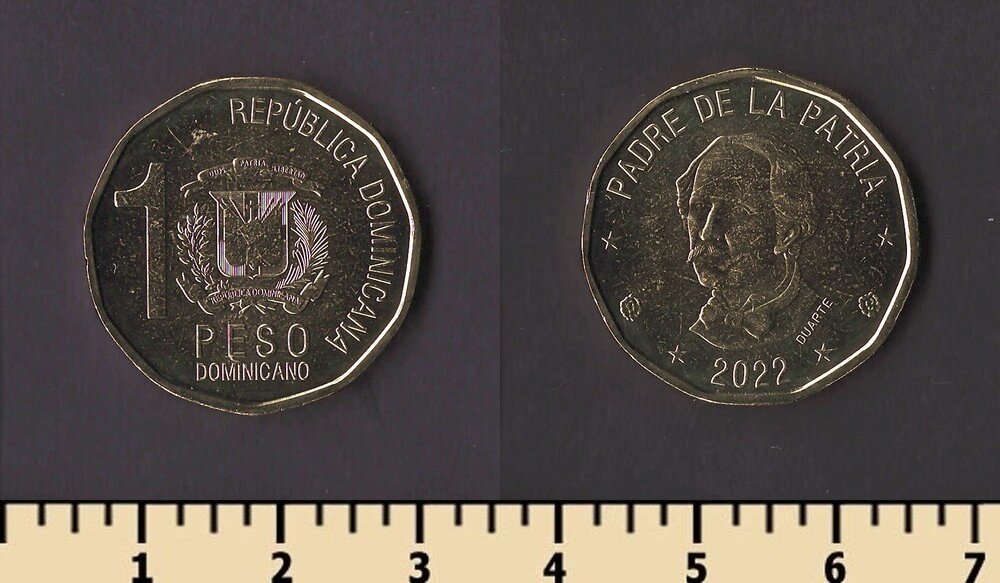 REPÚBLICA DOMINICANA
DIOS PATRIA LIBERTAD
1
REPÚBLICA DOMINICANA
PESO
DOMINICANO
PADRE DE LA PATRIA
DUARTE
2022
1 2 3 4 5 6 7